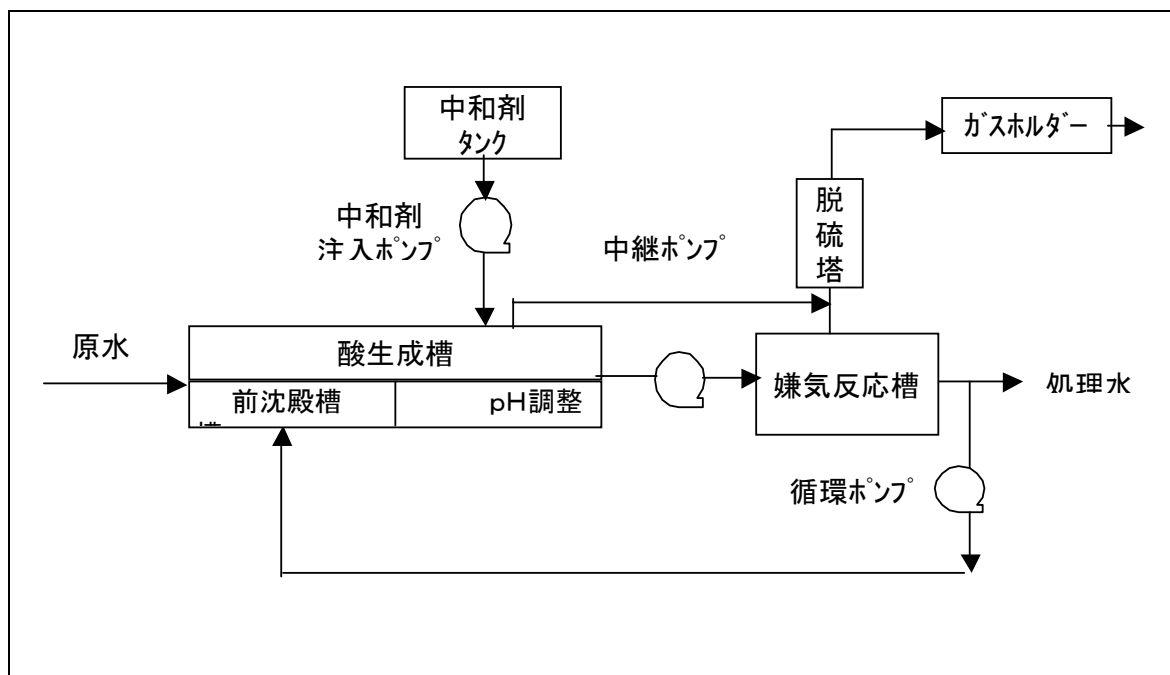 中和剤
タンク
ガスホルダー
脱
硫
塔
中和剤
注入ポンプ
中継ポンプ
原水
酸生成槽
前沈殿槽
pH調整
槽
嫌気反応槽
処理水
循環ポンプ